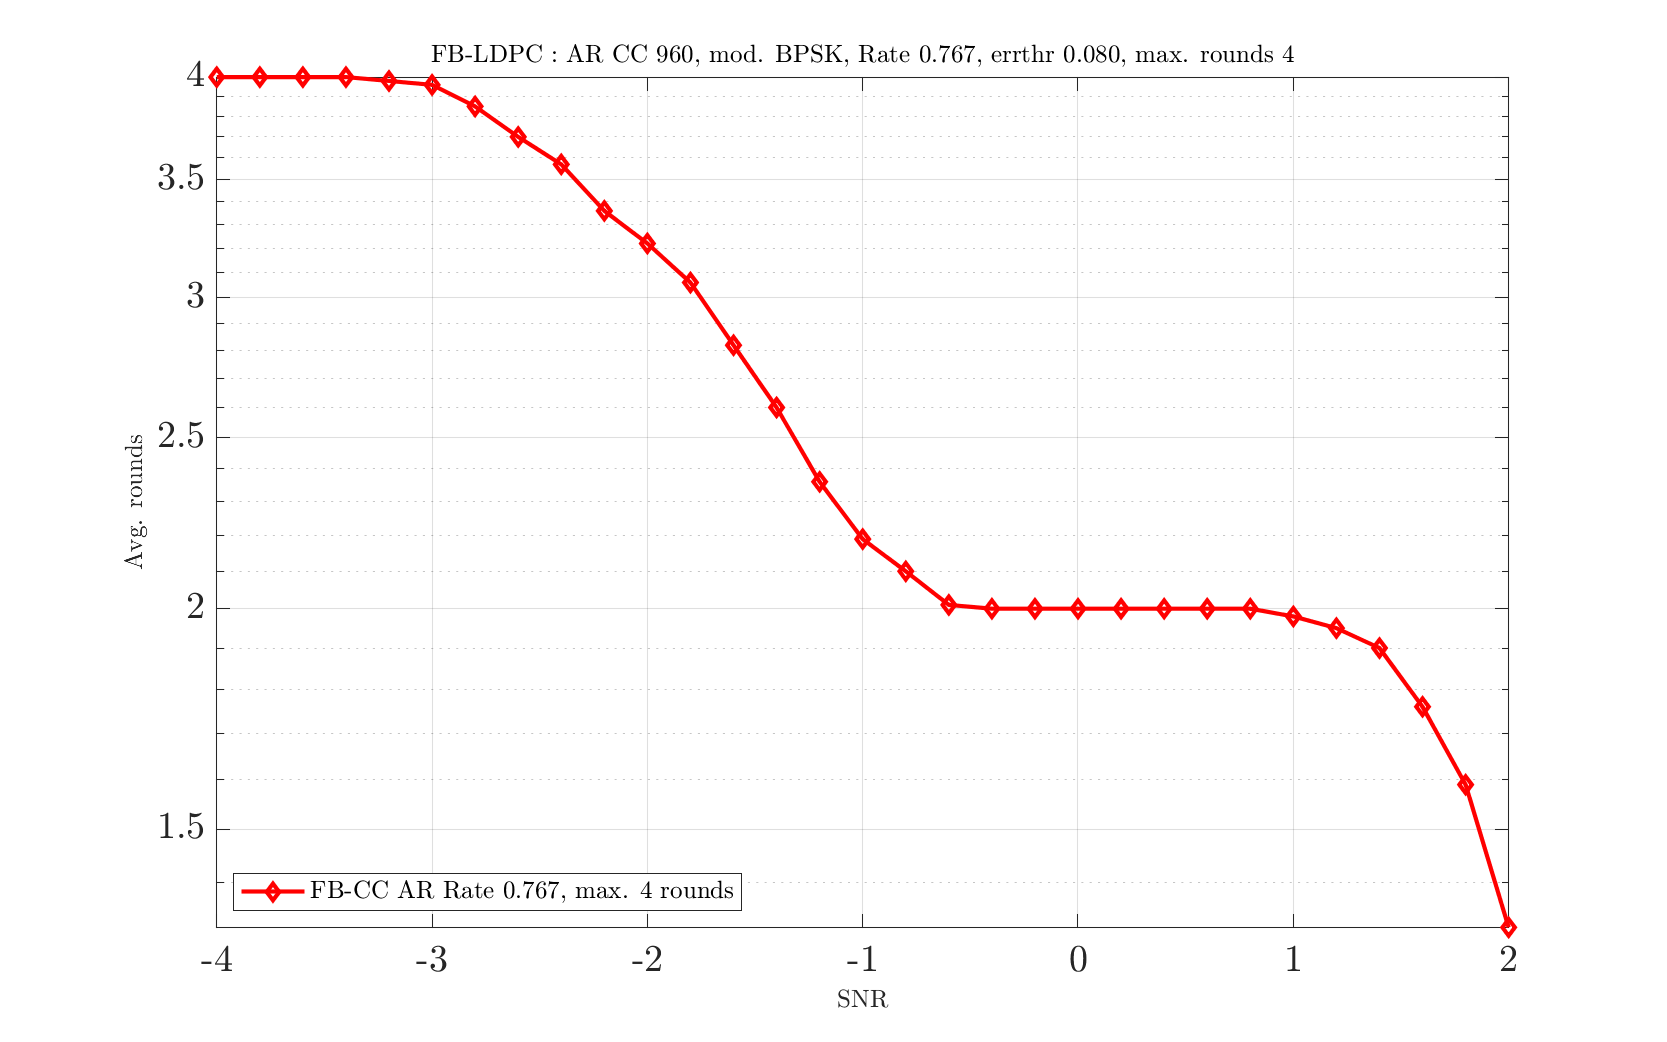 FB-LDPC : AR CC 960, mod. BPSK, Rate 0.767, errthr 0.080, max. rounds 4
4
3.5
3
2.5
2
1.5
Avg. rounds
FB-CC AR Rate 0.767, max. 4 rounds
-4 -3 -2 -1 0 1 2
SNR